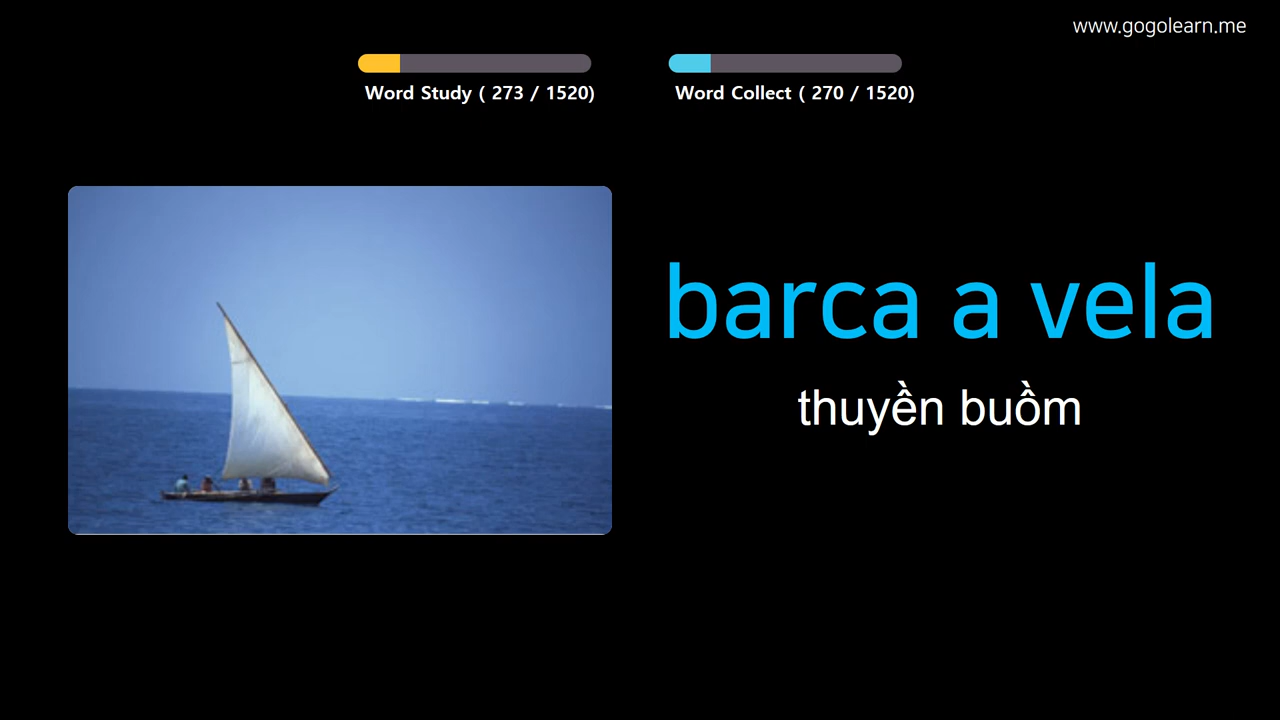 www.gogolearn.me
Word Study ( 273 / 1520)
Word Collect ( 270 / 1520)
barca a vela
thuyền buồm